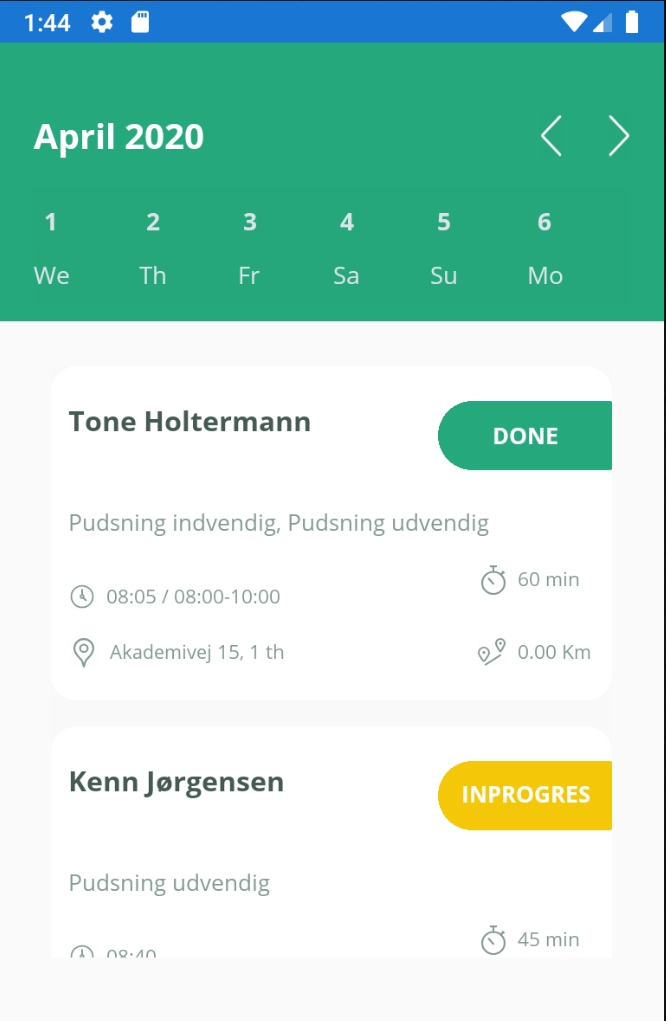 1:44
April 2020
1 2 3 4 5 6
We Th Fr Sa Su Mo
Tone Holtermann
DONE
Pudsning indvendig, Pudsning udvendig
08:05 / 08:00-10:00
60 min
Akademivej 15, 1 th
0.00 Km
Kenn Jørgensen
INPROGRES
Pudsning udvendig
08:40
45 min